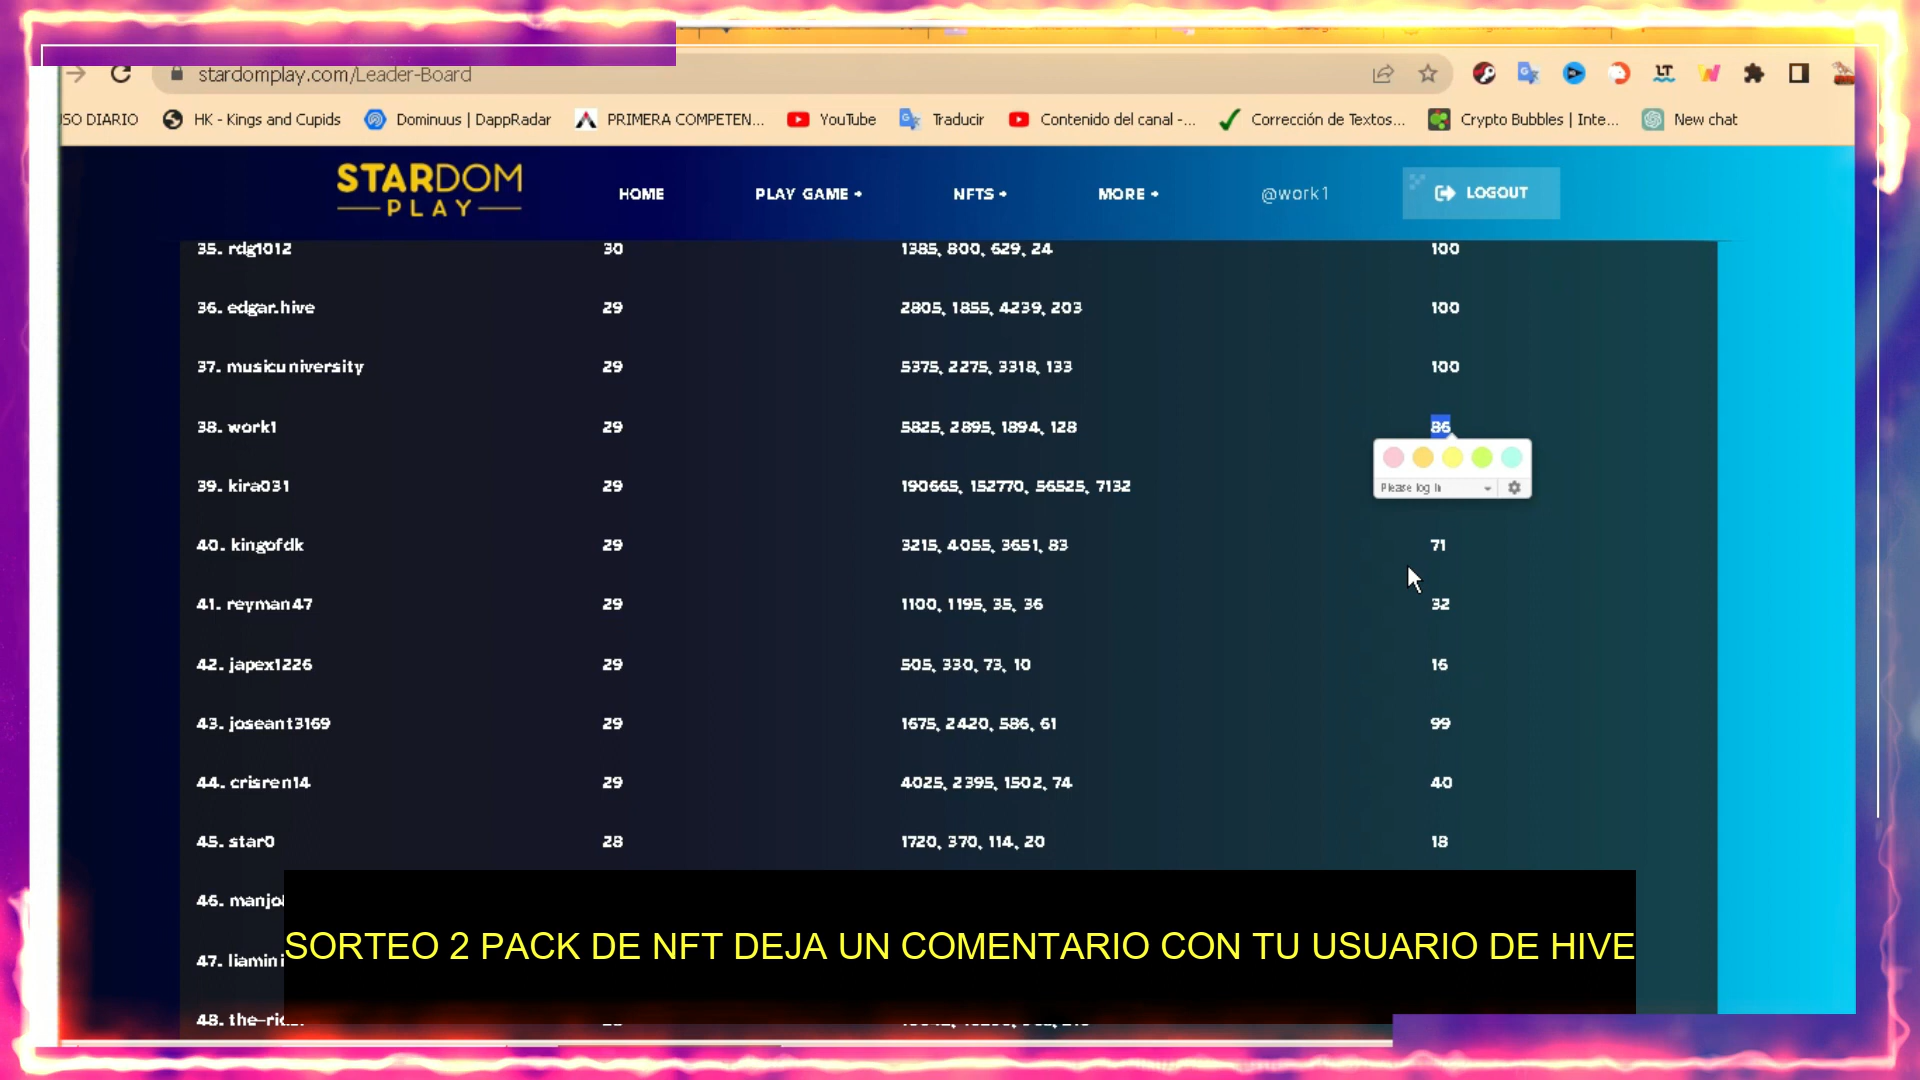 stardomplay.com/Leader-Board
SO DIARIO HK - Kings and Cupids Dominuus | DappRadar PRIMERA COMPETEN... YouTube Traducir Contenido del canal -... Corrección de Textos... Crypto Bubbles | Inte... New chat
STARDOM
PLAY
HOME PLAY GAME NFTS MORE @work1 LOGOUT
35. rdg1012 30 1385, 800, 629, 24 100
36. edgar.hive 29 2805, 1855, 4239, 203 100
37. musicuniversity 29 5375, 2275, 3318, 133 100
38. work1 29 5825, 2895, 1894, 128 86
39. kira031 29 190665, 152770, 56525, 7132
Please log in
40. kingofdk 29 3215, 4055, 3651, 83 71
41. reyman47 29 1100, 1195, 35, 36 32
42. japex1226 29 505, 330, 73, 10 16
43. joseant3169 29 1675, 2420, 586, 61 99
44. crisren14 29 4025, 2395, 1502, 74 40
45. star0 28 1720, 370, 114, 20 18
46.
47.
48.
SORTEO 2 PACK DE NFT DEJA UN COMENTARIO CON TU USUARIO DE HIVE